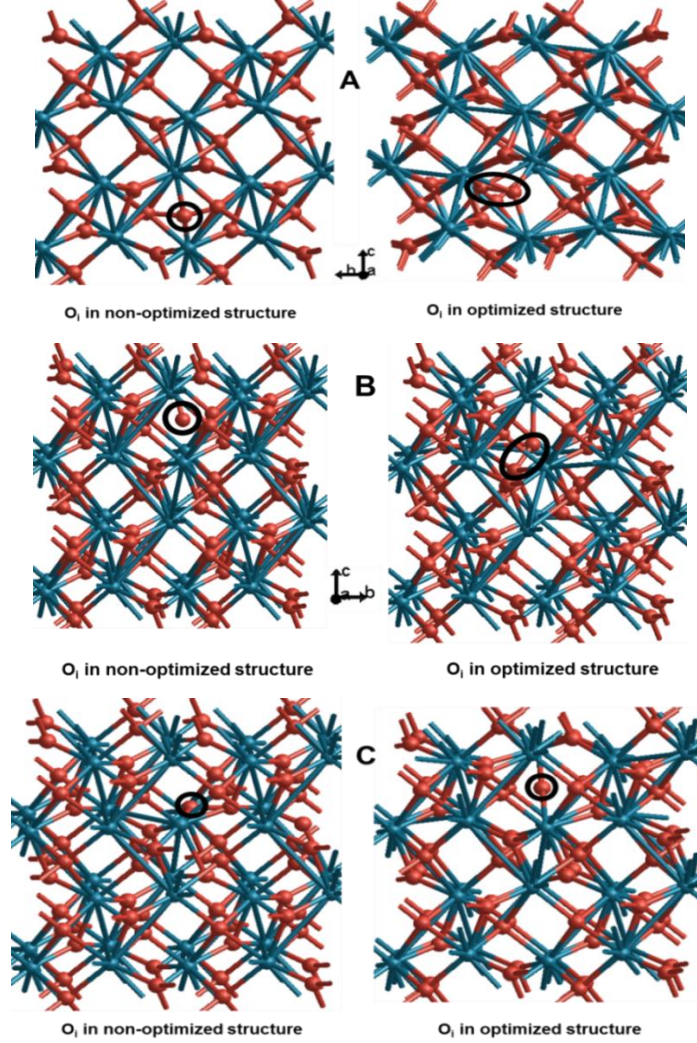 A
c
b a
Oi in non-optimized structure Oi in optimized structure
B
c
a b
Oi in non-optimized structure Oi in optimized structure
C
Oi in non-optimized structure Oi in optimized structure